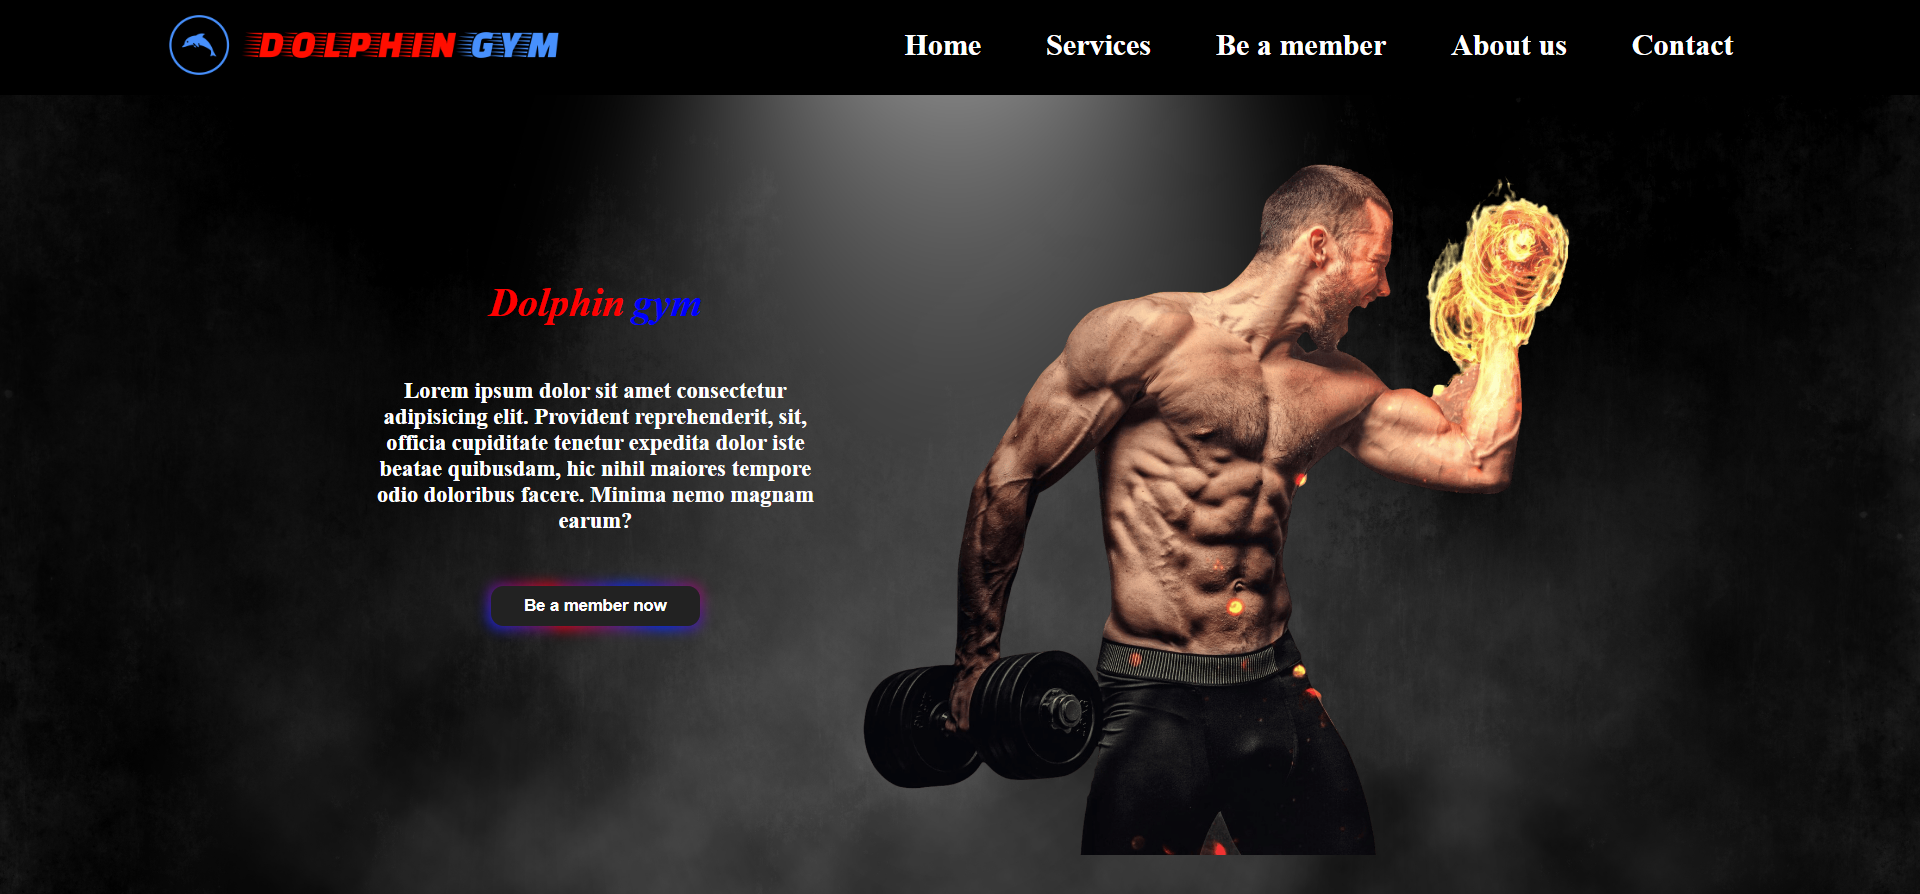 DOLPHIN GYM
Home Services Be a member About us Contact
Dolphin gym
Lorem ipsum dolor sit amet consectetur
adipisicing elit. Provident reprehenderit, sit,
officia cupiditate tenetur expedita dolor iste
beatae quibusdam, hic nihil maiores tempore
odio doloribus facere. Minima nemo magnam
earum?
Be a member now